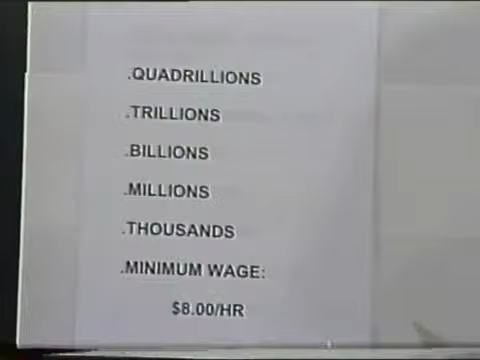 .QUADRILLIONS
.TRILLIONS
.BILLIONS
.MILLIONS
.THOUSANDS
.MINIMUM WAGE:
$8.00/HR